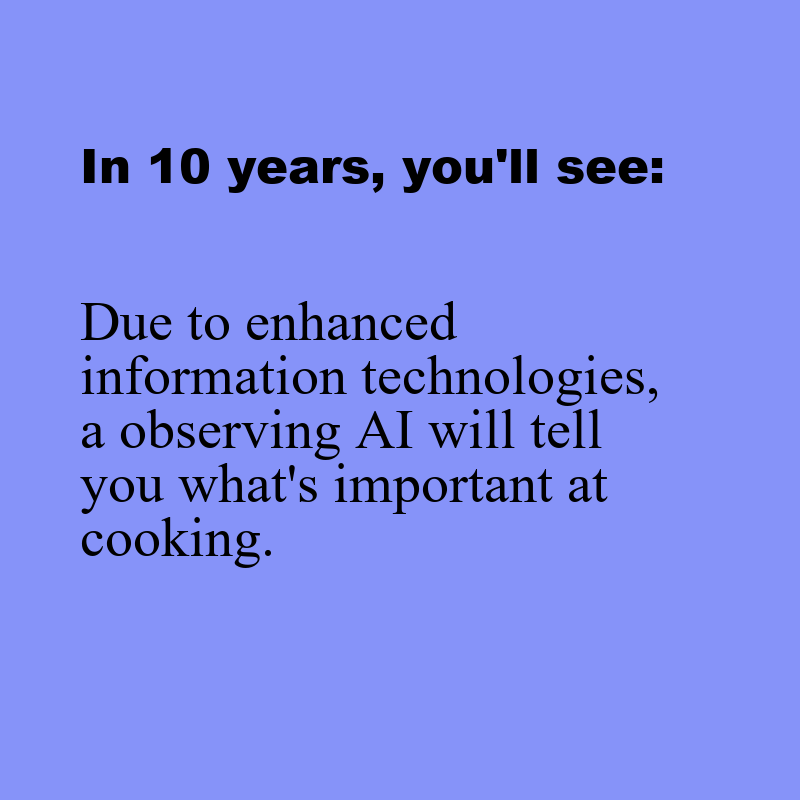 In 10 years, you'll see:
Due to enhanced
information technologies,
a observing AI will tell
you what's important at
cooking.